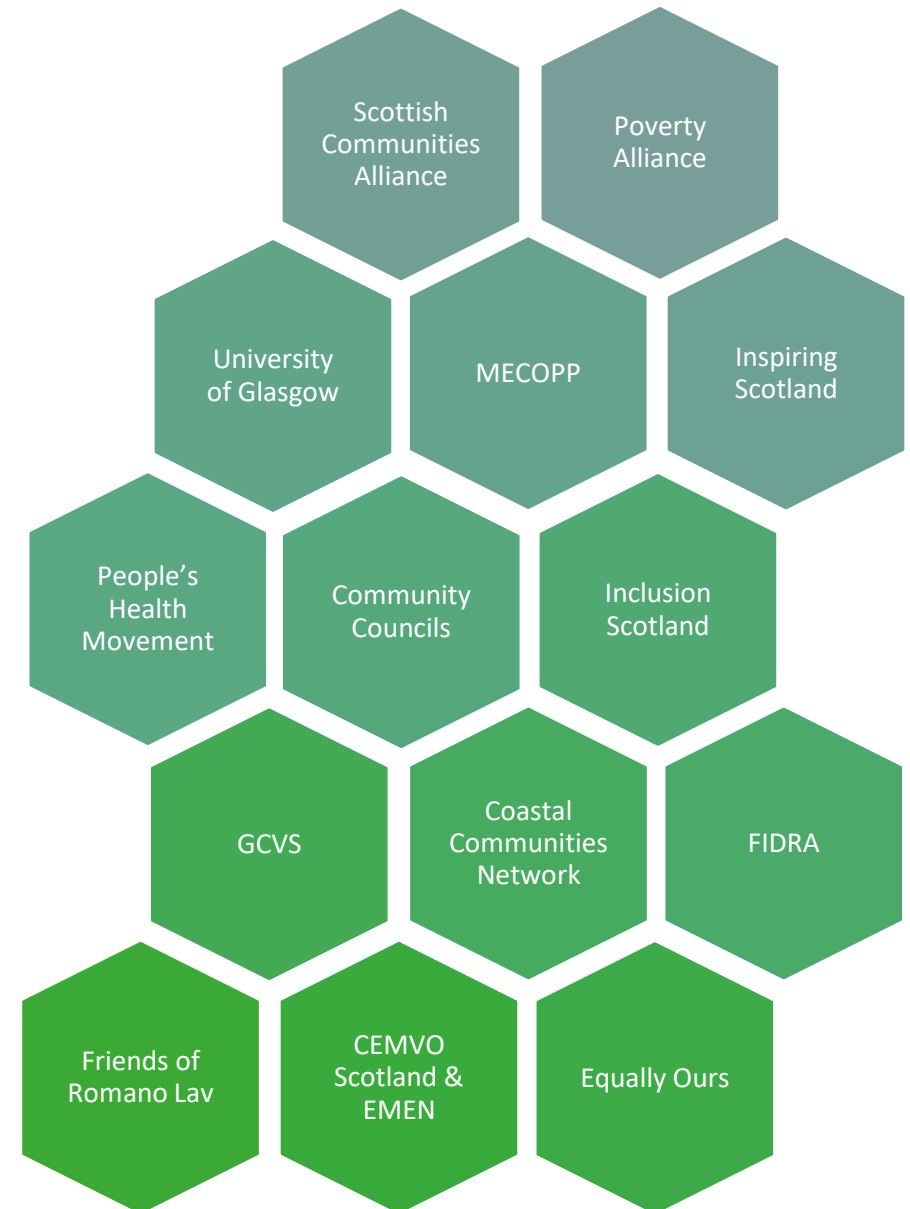 Scottish
Communities
Alliance
Poverty
Alliance
University
of Glasgow
MECOPP
Inspiring
Scotland
People’s
Health
Movement
Community
Councils
Inclusion
Scotland
GCVS
Coastal
Communities
Network
FIDRA
Friends of
Romano Lav
CEMVO
Scotland &
EMEN
Equally Ours